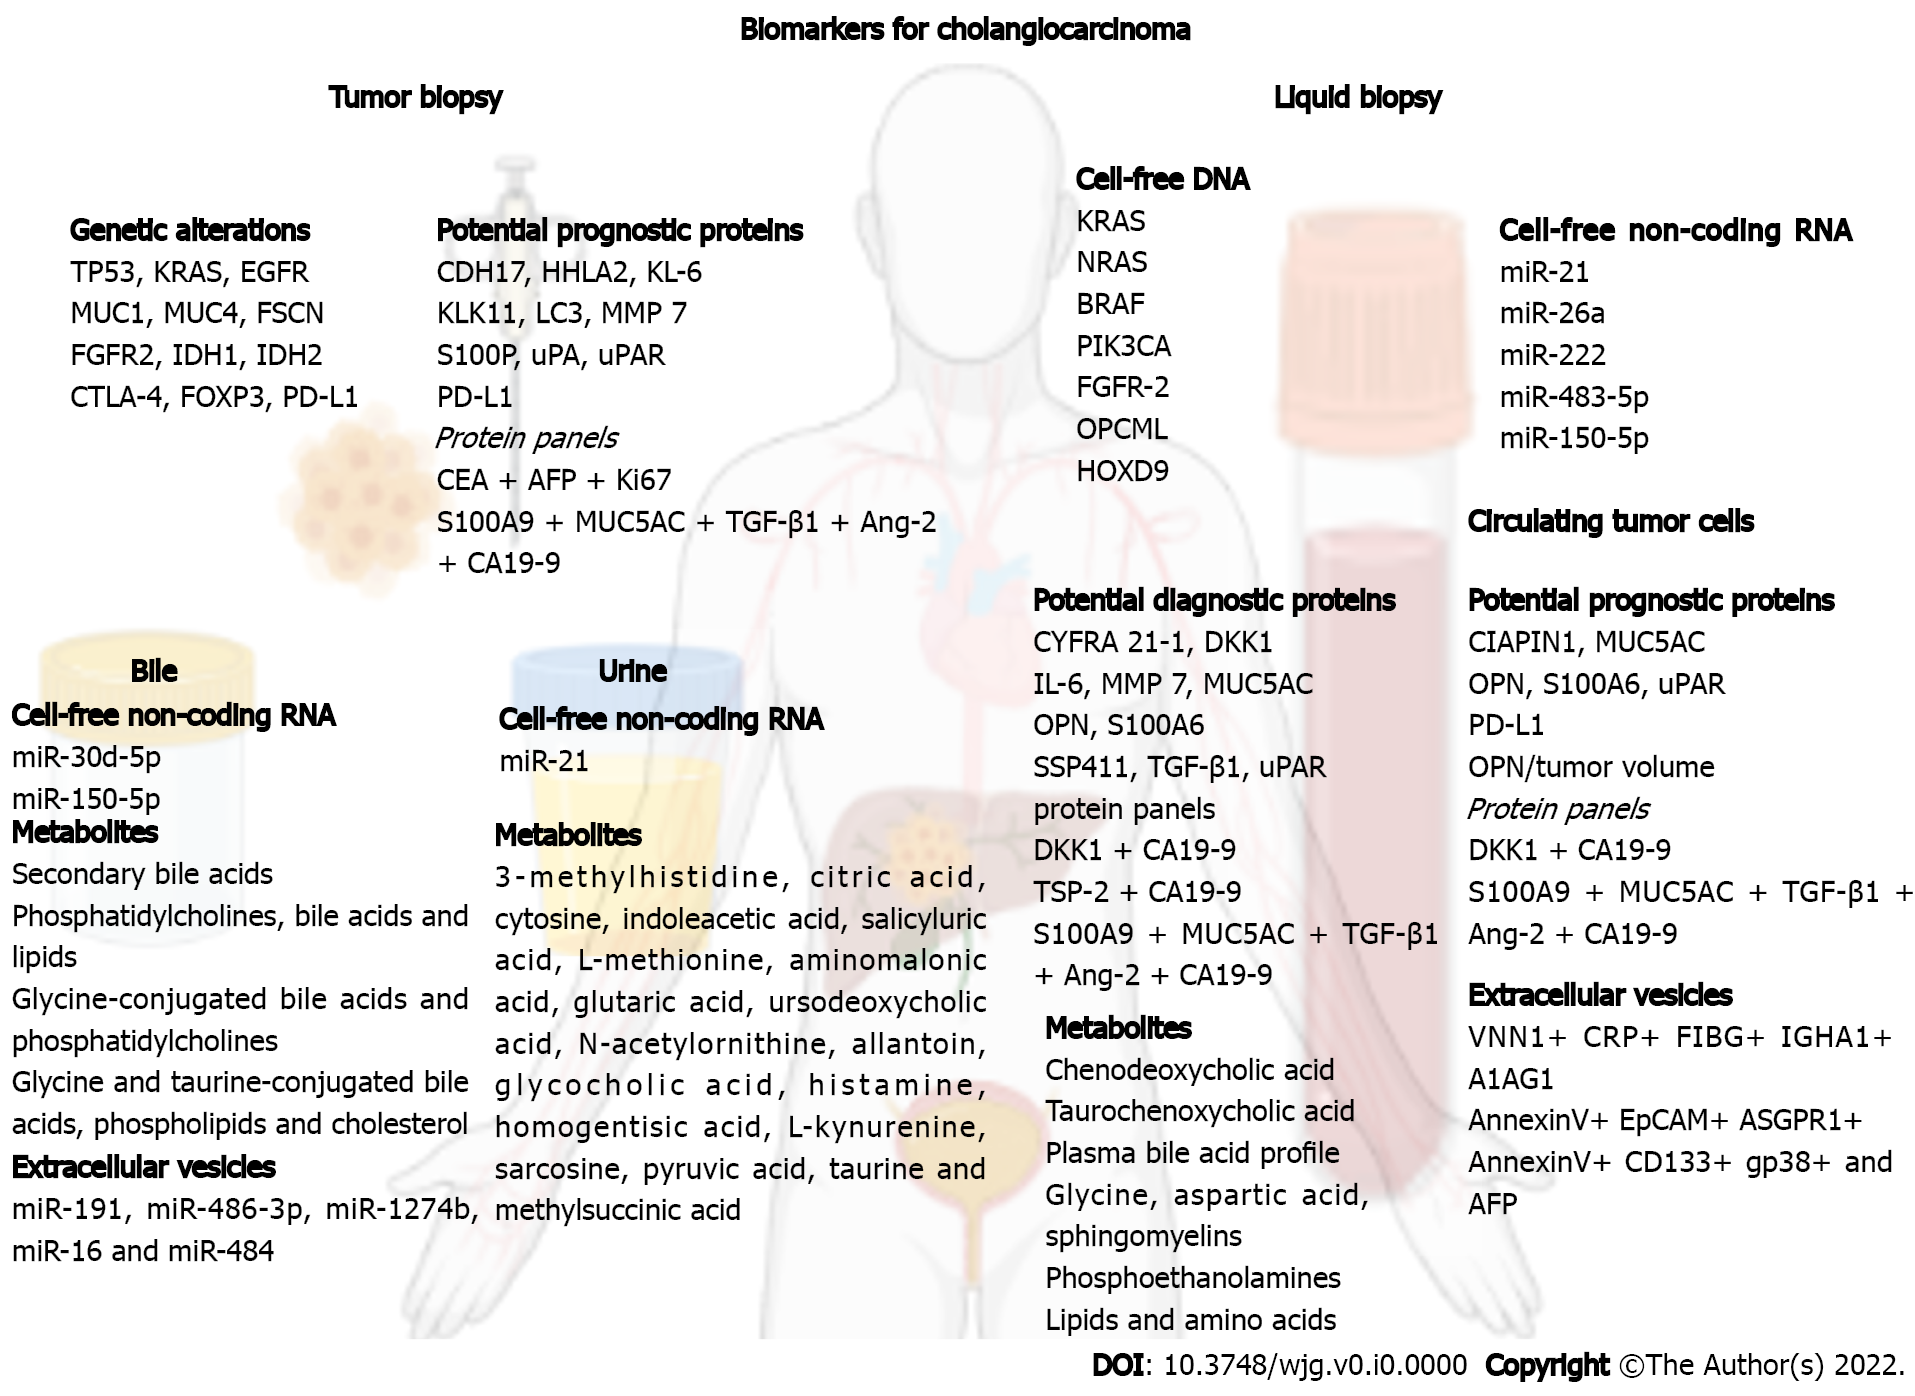 Biomarkers for cholangiocarcinoma
Tumor biopsy
Genetic alterations
TP53, KRAS, EGFR
MUC1, MUC4, FSCN
FGFR2, IDH1, IDH2
CTLA-4, FOXP3, PD-L1
Potential prognostic proteins
CDH17, HHLA2, KL-6
KLK11, LC3, MMP 7
S100P, uPA, uPAR
PD-L1
Protein panels
CEA + AFP + Ki67
S100A9 + MUC5AC + TGF-β1 + Ang-2
+ CA19-9
Bile
Cell-free non-coding RNA
miR-30d-5p
miR-150-5p
Metabolites
Secondary bile acids
Phosphatidylcholines, bile acids and
lipids
Glycine-conjugated bile acids and
phosphatidylcholines
Glycine and taurine-conjugated bile
acids, phospholipids and cholesterol
Extracellular vesicles
miR-191, miR-486-3p, miR-1274b,
miR-16 and miR-484
Urine
Cell-free non-coding RNA
miR-21
Metabolites
3-methylhistidine, citric acid,
cytosine, indoleacetic acid, salicyluric
acid, L-methionine, aminomalonic
acid, glutaric acid, ursodeoxycholic
acid, N-acetylornithine, allantoin,
glycocholic acid, histamine,
homogentisic acid, L-kynurenine,
sarcosine, pyruvic acid, taurine and
methylsuccinic acid
Liquid biopsy
Cell-free DNA
KRAS
NRAS
BRAF
PIK3CA
FGFR-2
OPCML
HOXD9
Cell-free non-coding RNA
miR-21
miR-26a
miR-222
miR-483-5p
miR-150-5p
Circulating tumor cells
Potential diagnostic proteins
CYFRA 21-1, DKK1
IL-6, MMP 7, MUC5AC
OPN, S100A6
SSP411, TGF-β1, uPAR
protein panels
DKK1 + CA19-9
TSP-2 + CA19-9
S100A9 + MUC5AC + TGF-β1
+ Ang-2 + CA19-9
Metabolites
Chenodeoxycholic acid
Taurochenoxycholic acid
Plasma bile acid profile
Glycine, aspartic acid,
sphingomyelins
Phosphoethanolamines
Lipids and amino acids
Potential prognostic proteins
CIAPIN1, MUC5AC
OPN, S100A6, uPAR
PD-L1
OPN/tumor volume
Protein panels
DKK1 + CA19-9
S100A9 + MUC5AC + TGF-β1 +
Ang-2 + CA19-9
Extracellular vesicles
VNN1+ CRP+ FIBG+ IGHA1+
A1AG1
AnnexinV+ EpCAM+ ASGPR1+
AnnexinV+ CD133+ gp38+ and
AFP
DOI: 10.3748/wjg.v0.i0.0000 Copyright ©The Author(s) 2022.